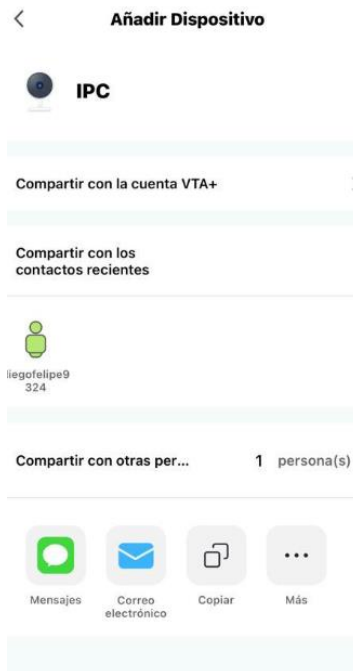 Añadir Dispositivo
IPC
Compartir con la cuenta VTA+
Compartir con los
contactos recientes
iegofelipe9
324
Compartir con otras per... 1 persona(s)
Mensajes Correo electrónico Copiar Más